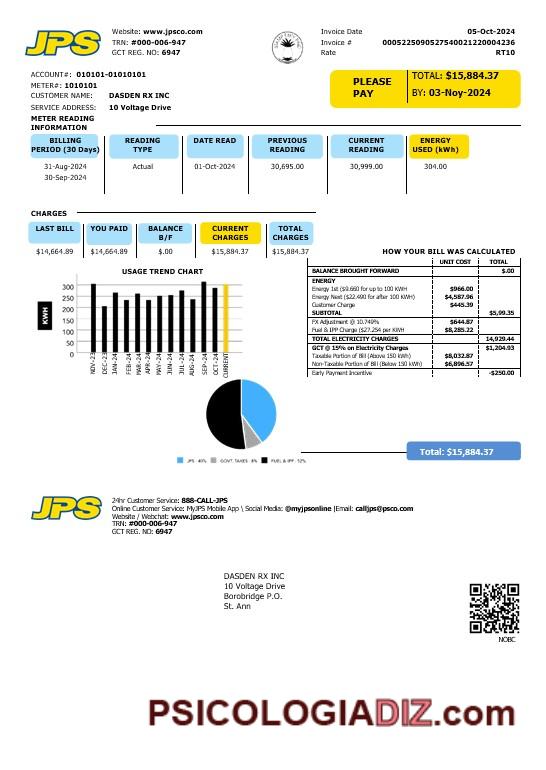 JPS
Website: www.jpsco.com
TRN: #000-006-947
GCT REG. NO: 6947
Invoice Date 05-Oct-2024
Invoice # 0005225090527540021220004236
Rate RT10
ACCOUNT#: 010101-01010101
METER#: 1010101
CUSTOMER NAME: DASDEN RX INC
SERVICE ADDRESS: 10 Voltage Drive
PLEASE PAY
TOTAL: $15,884.37
BY: 03-Nov-2024
METER READING
INFORMATION
BILLING PERIOD (30 Days) READING TYPE DATE READ PREVIOUS READING CURRENT READING ENERGY USED (kWh)
31-Aug-2024 Actual 01-Oct-2024 30,695.00 30,999.00 304.00
30-Sep-2024
CHARGES
LAST BILL YOU PAID BALANCE B/F CURRENT CHARGES TOTAL CHARGES
$14,664.89 $14,664.89 $.00 $15,884.37 $15,884.37
HOW YOUR BILL WAS CALCULATED
UNIT COST TOTAL
BALANCE BROUGHT FORWARD $.00
ENERGY
Energy 1st ($9.660 for up to 100 KWH $966.00
Energy Next ($22.490 for after 100 KWH) $4,587.96
Customer Charge $445.39
SUBTOTAL $5,99.35
FX Adjustment @ 10.749% $644.87
Fuel & IPP Charge ($27.254 per KWH $8,285.22
TOTAL ELECTRICITY CHARGES 14,929.44
GCT @ 15% on Electricity Charges $1,204.93
Taxable Portion of Bill (Above 150 kWh) $8,032.87
Non-Taxable Portion of Bill (Below 150 kWh) $6,896.57
Early Payment Incentive -$250.00
USAGE TREND CHART
KWH
300
250
200
150
100
50
0
NOV-23 DEC-23 JAN-24 FEB-24 MAR-24 APR-24 MAY-24 JUN-24 JUL-24 AUG-24 SEP-24 OCT-24 CURRENT
JPS 40% GOVT. TAXES 8% FUEL & IPP. 52%
Total: $15,884.37
JPS
24hr Customer Service: 888-CALL-JPS
Online Customer Service: MyJPS Mobile App \ Social Media: @myjpsonline |Email: calljps@psco.com
Website / Webchat: www.jpsco.com
TRN: #000-006-947
GCT REG. NO: 6947
DASDEN RX INC
10 Voltage Drive
Borobridge P.O.
St. Ann
NOBC
PSICOLOGIADIZ.com